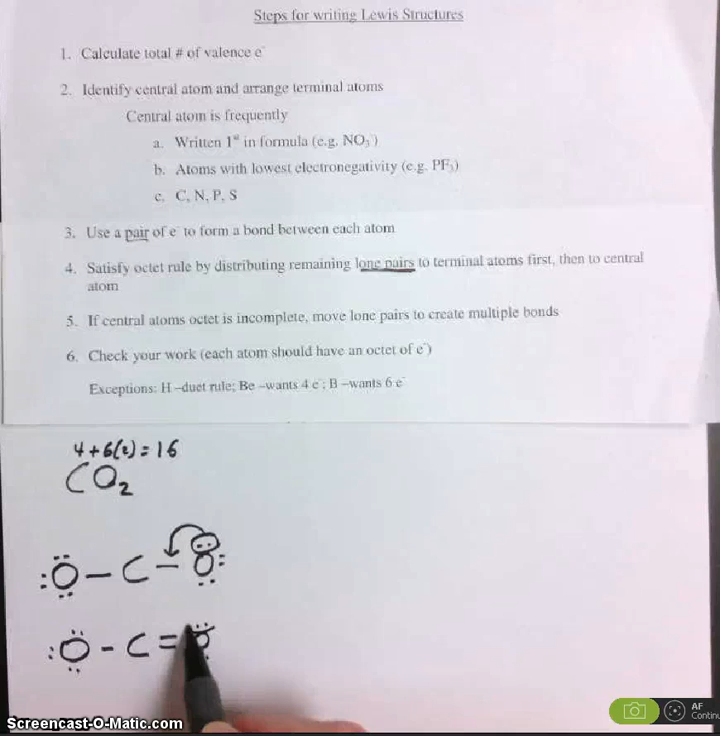 Steps for writing Lewis Structures
1. Calculate total # of valence e⁻
2. Identify central atom and arrange terminal atoms
Central atom is frequently
a. Written 1st in formula (e.g. NO₃⁻)
b. Atoms with lowest electronegativity (e.g. PF₃)
c. C, N, P, S
3. Use a pair of e⁻ to form a bond between each atom
4. Satisfy octet rule by distributing remaining lone pairs to terminal atoms first, then to central
atom
5. If central atoms octet is incomplete, move lone pairs to create multiple bonds
6. Check your work (each atom should have an octet of e⁻)
Exceptions: H –duet rule; Be –wants 4 e⁻; B –wants 6 e⁻
4+6(2)=16
CO₂
:Ö – C – Ö:
:Ö – C = Ö
Screencast-O-Matic.com
AF
Continu